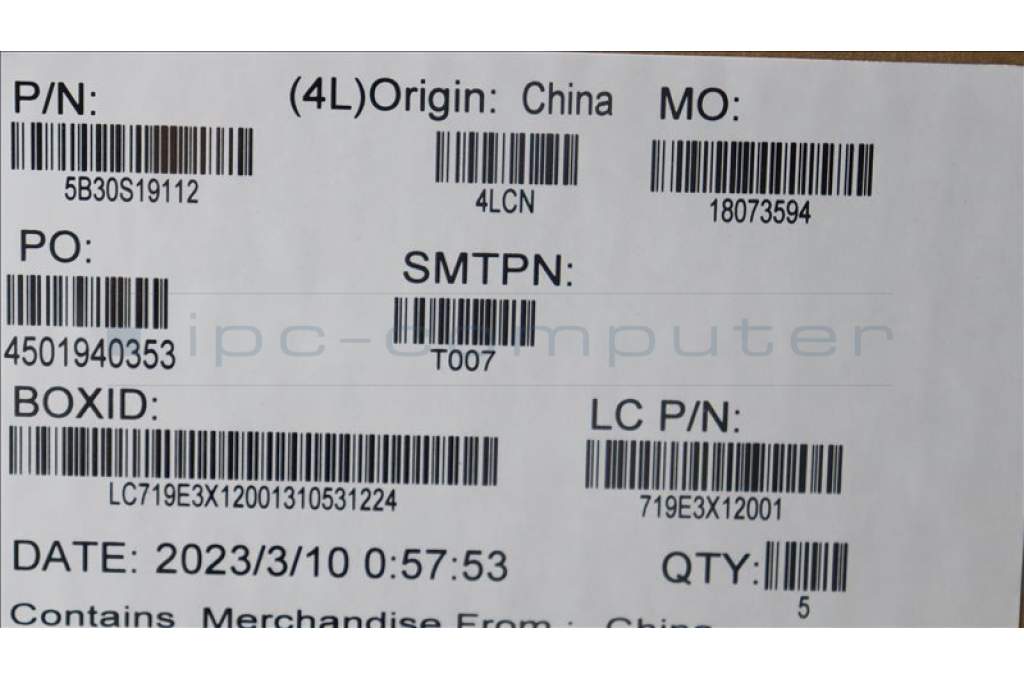 P/N: (4L)Origin: China MO:
5B30S19112 4LCN 18073594
PO: SMTPN:
4501940353 T007
ipc-computer
BOXID: LC P/N:
LC719E3X12001310531224 719E3X12001
DATE: 2023/3/10 0:57:53 QTY:
5
Contains Merchandise From : China